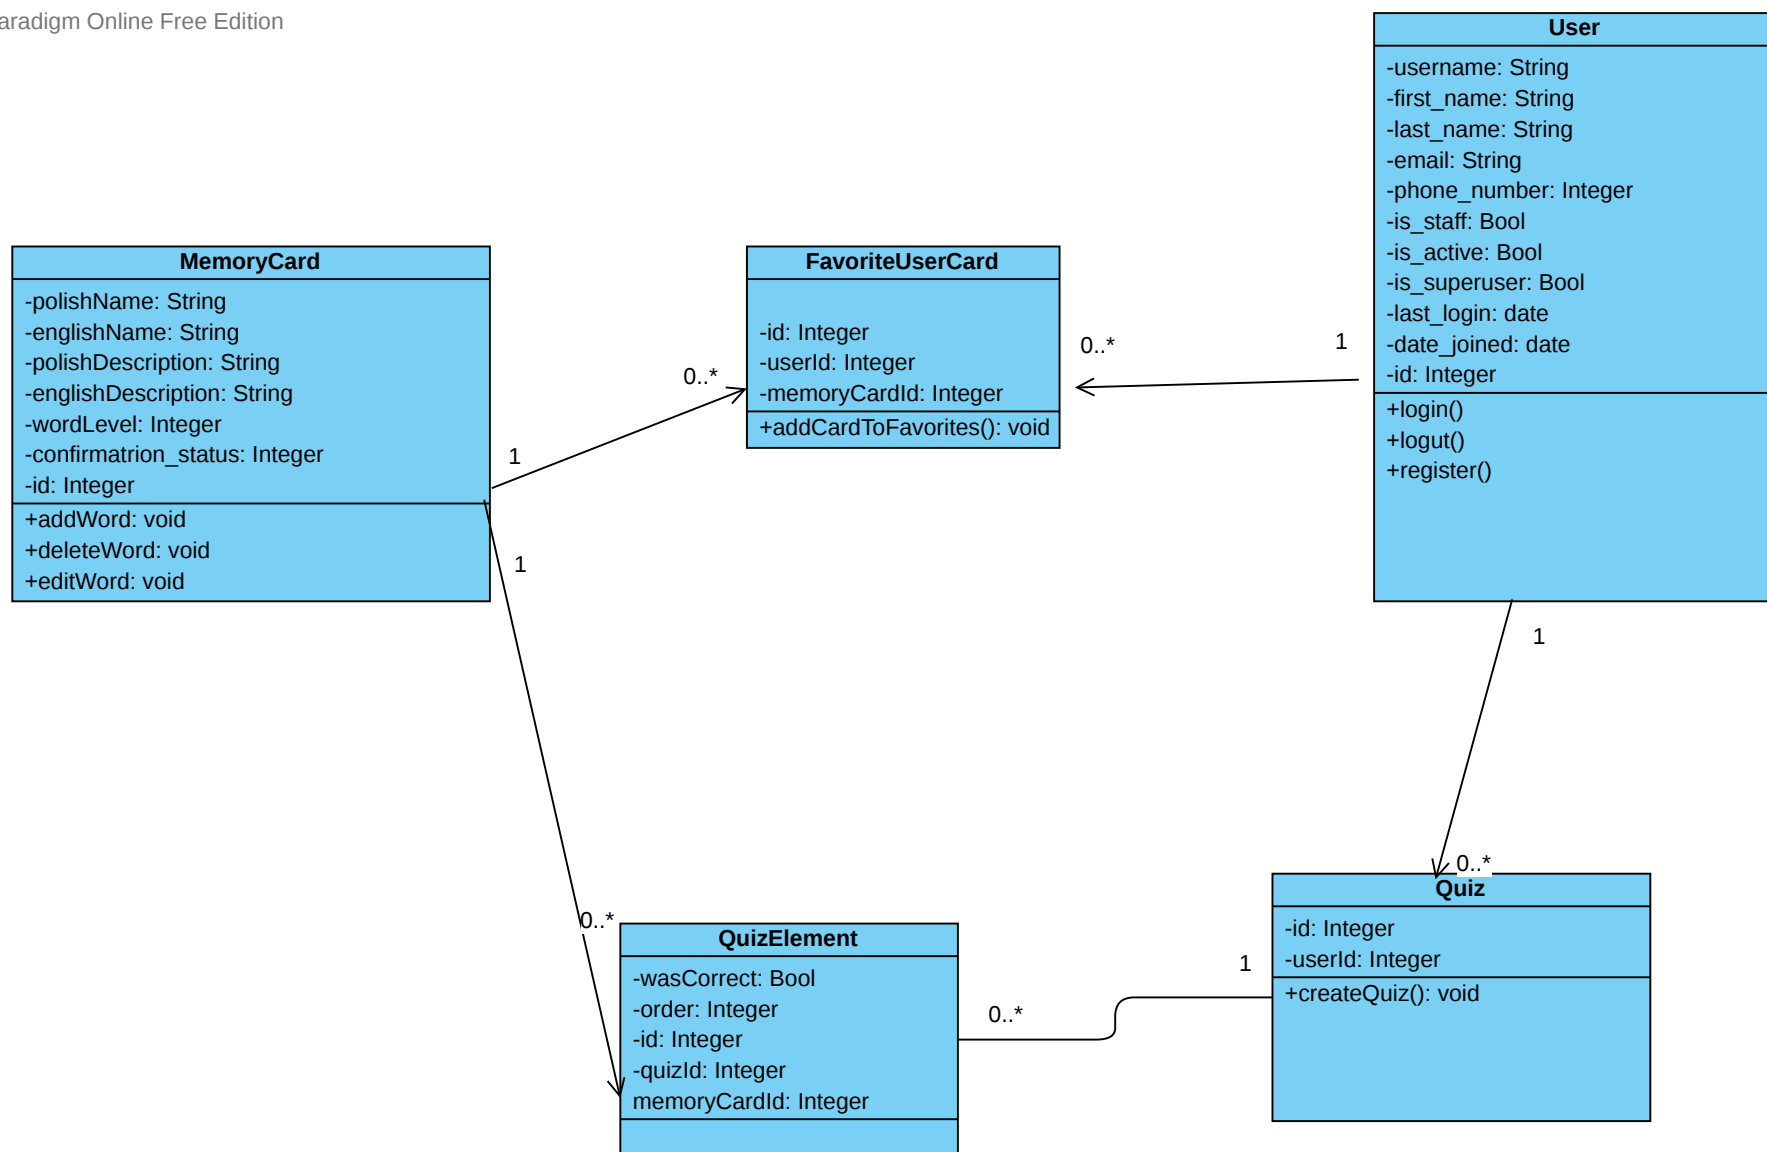 aradigm Online Free Edition
User
-username: String
-first_name: String
-last_name: String
-email: String
-phone_number: Integer
-is_staff: Bool
-is_active: Bool
-is_superuser: Bool
-last_login: date
-date_joined: date
-id: Integer
+login()
+logut()
+register()
MemoryCard
-polishName: String
-englishName: String
-polishDescription: String
-englishDescription: String
-wordLevel: Integer
-confirmatrion_status: Integer
-id: Integer
+addWord: void
+deleteWord: void
+editWord: void
FavoriteUserCard
-id: Integer
-userId: Integer
-memoryCardId: Integer
+addCardToFavorites(): void
0..*
1
0..*
1
1
1
0..*
0..*
QuizElement
-wasCorrect: Bool
-order: Integer
-id: Integer
-quizId: Integer
memoryCardId: Integer
0..*
1
Quiz
-id: Integer
-userId: Integer
+createQuiz(): void